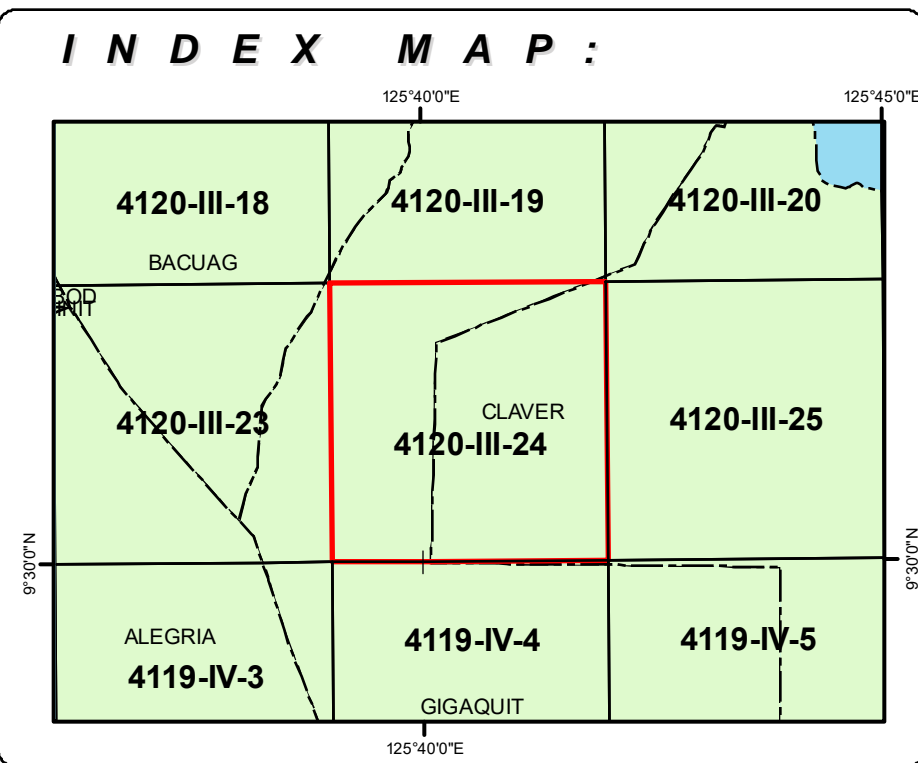 INDEX MAP:
125°40'0"E
125°45'0"E
4120-III-18
4120-III-19
4120-III-20
BACUAG
4120-III-23
CLAVER
4120-III-24
4120-III-25
9°30'0"N
9°30'0"N
ALEGRIA
4119-IV-3
4119-IV-4
4119-IV-5
GIGAQUIT
125°40'0"E